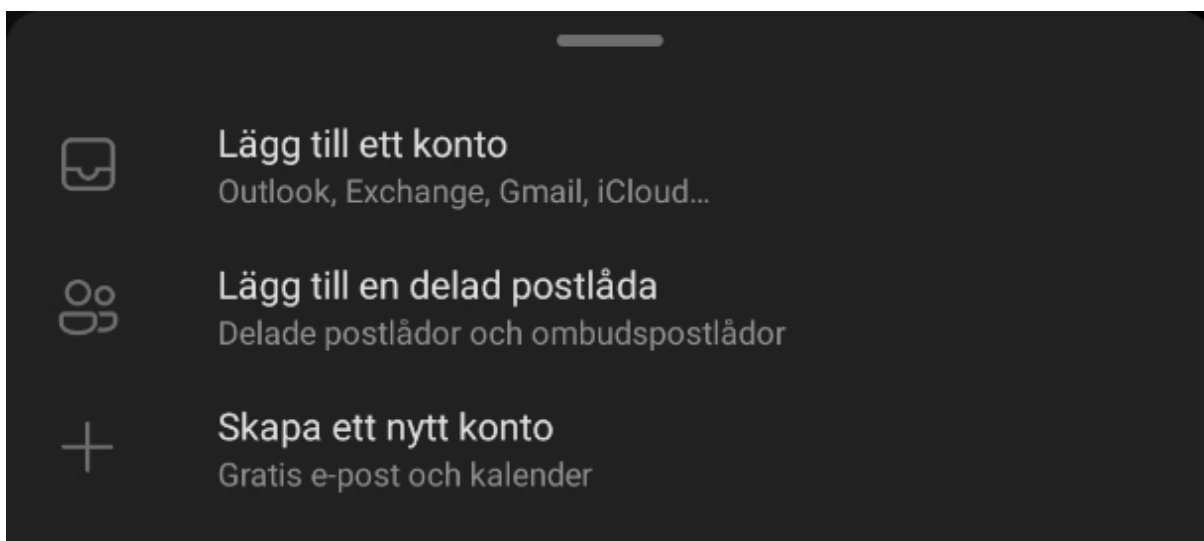 Lägg till ett konto
Outlook, Exchange, Gmail, iCloud...
Lägg till en delad postlåda
Delade postlådor och ombudspostlådor
Skapa ett nytt konto
Gratis e-post och kalender